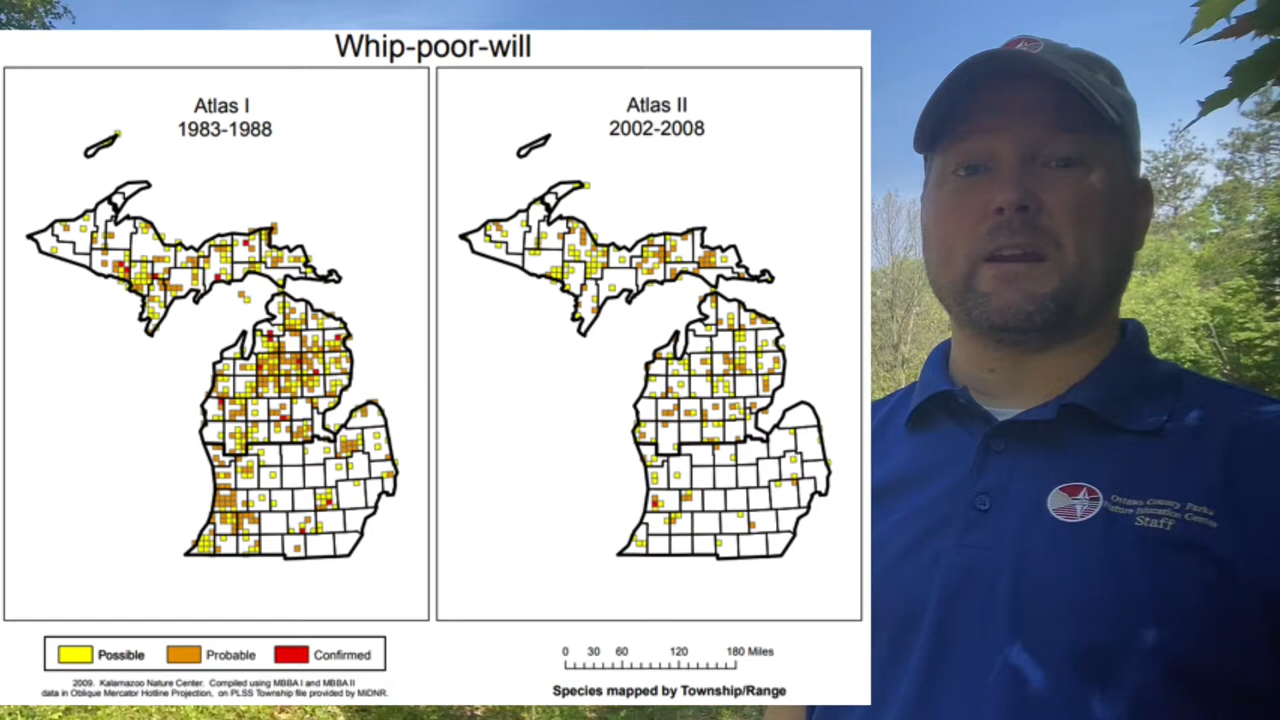 Whip-poor-will
Atlas I
1983-1988
Atlas II
2002-2008
Possible
Probable
Confirmed
2009. Kalamazoo Nature Center. Compiled using MBBA I and MBBA II
data in Oblique Mercator Hotline Projection, on PLSS Township file provided by MiDNR.
0 30 60 120 180 Miles
Species mapped by Township/Range
Ottawa County Parks
Nature Education Center
Staff